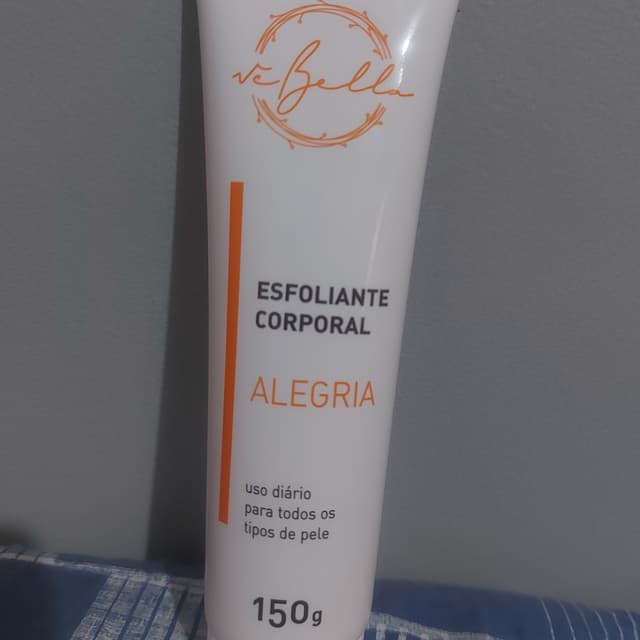 vê Bella
ESFOLIANTE
CORPORAL
ALEGRIA
uso diário
para todos os
tipos de pele
150g